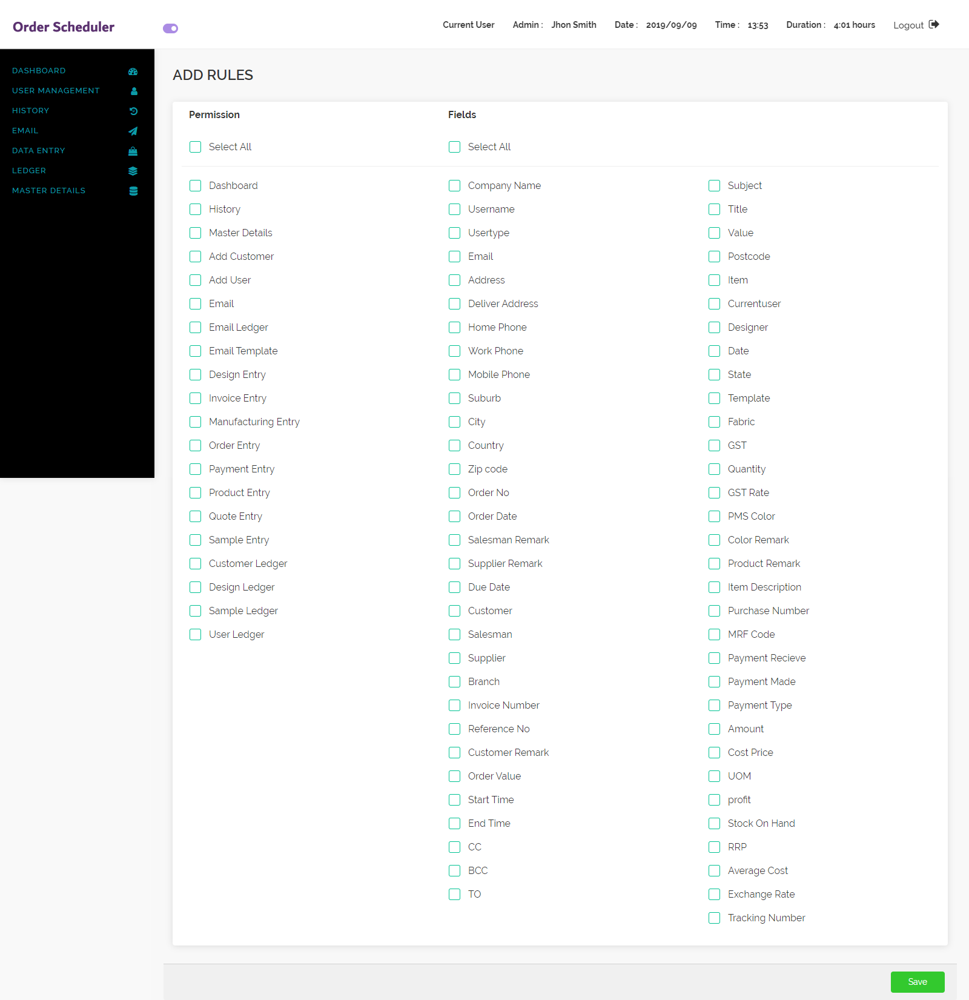 Order Scheduler
Current User Admin : Jhon Smith Date : 2019/09/09 Time : 13:53 Duration : 4:01 hours Logout
DASHBOARD
USER MANAGEMENT
HISTORY
EMAIL
DATA ENTRY
LEDGER
MASTER DETAILS
ADD RULES
Permission
Select All
Dashboard
History
Master Details
Add Customer
Add User
Email
Email Ledger
Email Template
Design Entry
Invoice Entry
Manufacturing Entry
Order Entry
Payment Entry
Product Entry
Quote Entry
Sample Entry
Customer Ledger
Design Ledger
Sample Ledger
User Ledger
Fields
Select All
Company Name
Username
Usertype
Email
Address
Deliver Address
Home Phone
Work Phone
Mobile Phone
Suburb
City
Country
Zip code
Order No
Order Date
Salesman Remark
Supplier Remark
Due Date
Customer
Salesman
Supplier
Branch
Invoice Number
Reference No
Customer Remark
Order Value
Start Time
End Time
CC
BCC
TO
Subject
Title
Value
Postcode
Item
Currentuser
Designer
Date
State
Template
Fabric
GST
Quantity
GST Rate
PMS Color
Color Remark
Product Remark
Item Description
Purchase Number
MRF Code
Payment Recieve
Payment Made
Payment Type
Amount
Cost Price
UOM
profit
Stock On Hand
RRP
Average Cost
Exchange Rate
Tracking Number
Save